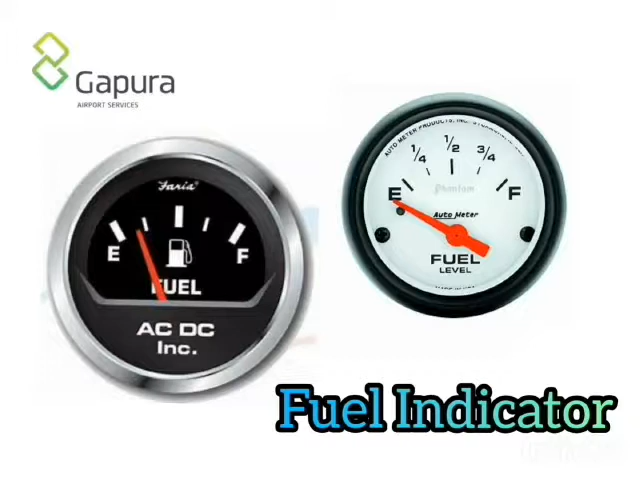 Gapura
AIRPORT SERVICES
Faria
E
F
FUEL
AC DC
Inc.
1/4
1/2
3/4
E
F
Phantom
Auto Meter
FUEL
LEVEL
Fuel Indicator